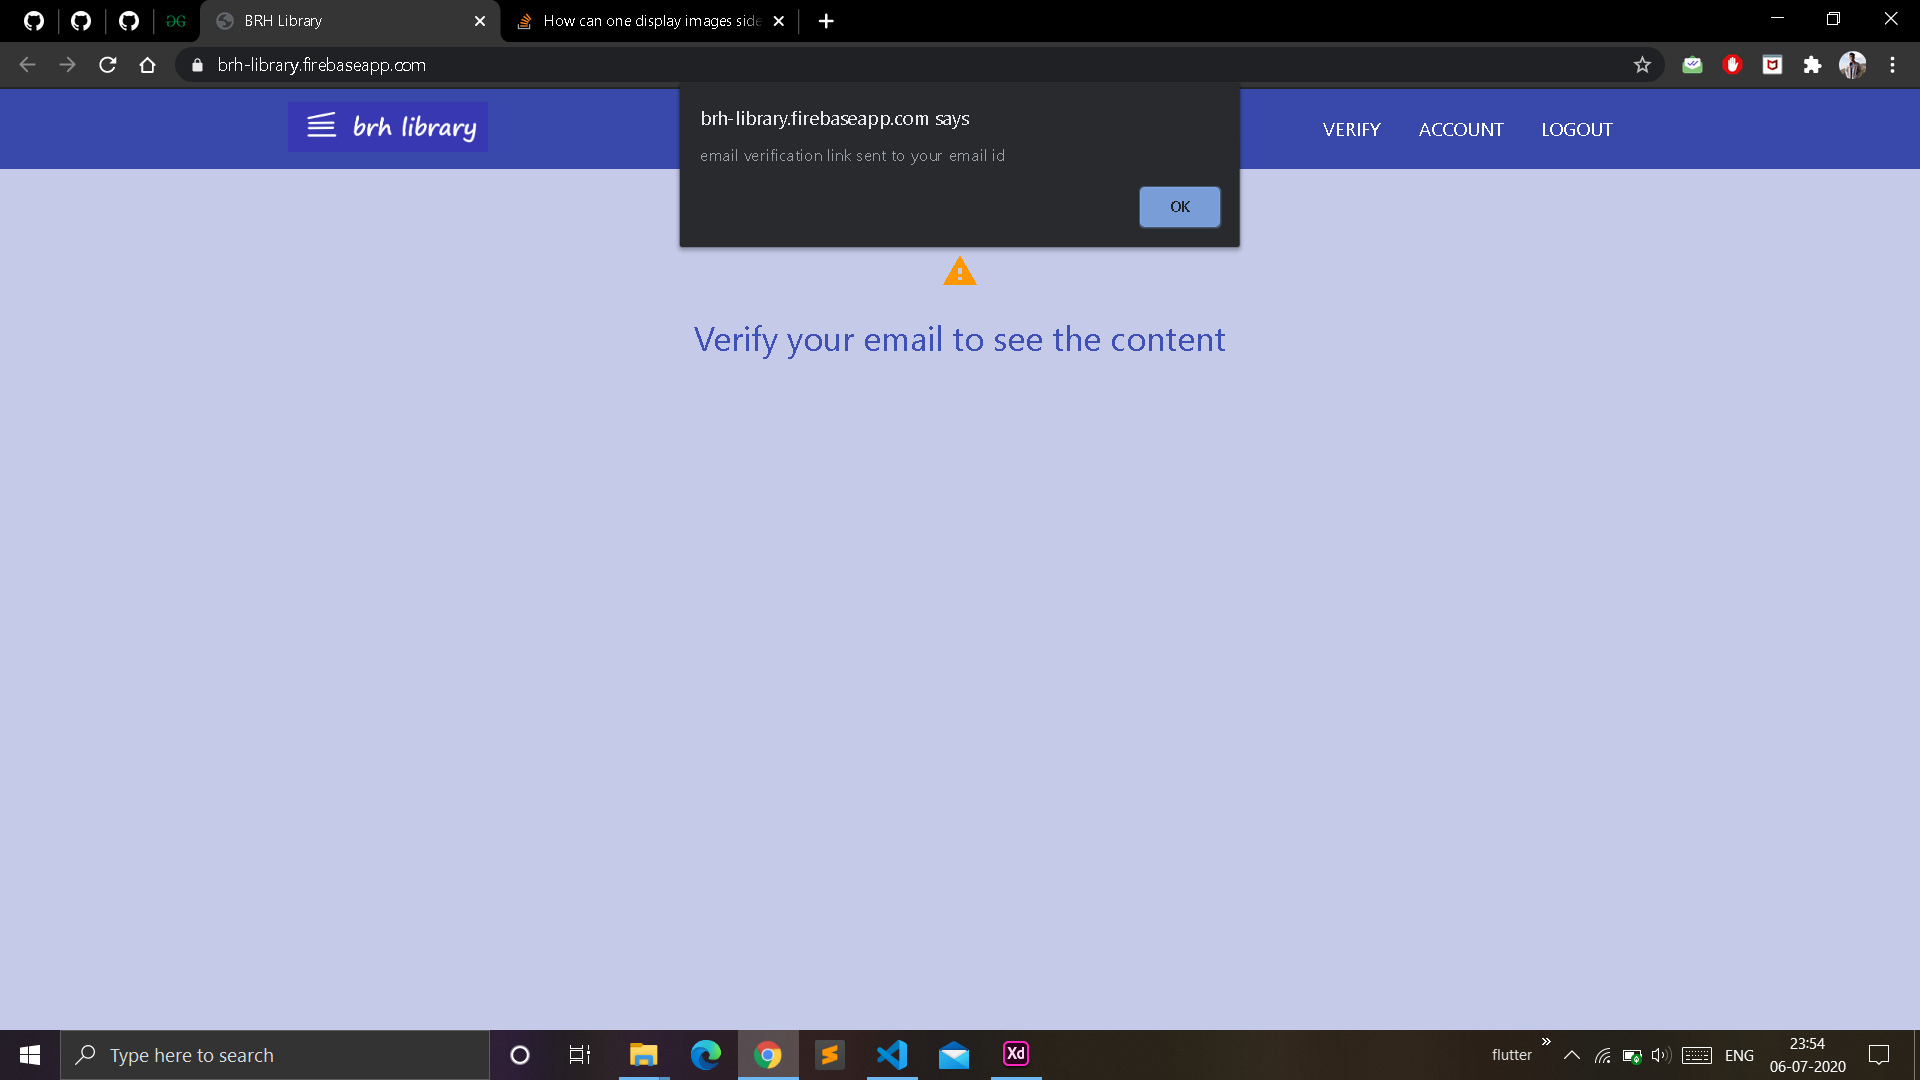 BRH Library
How can one display images side
brh-library.firebaseapp.com
brh library
brh-library.firebaseapp.com says
email verification link sent to your email id
OK
VERIFY
ACCOUNT
LOGOUT
Verify your email to see the content
Type here to search
Xd
flutter
ENG
23:54
06-07-2020